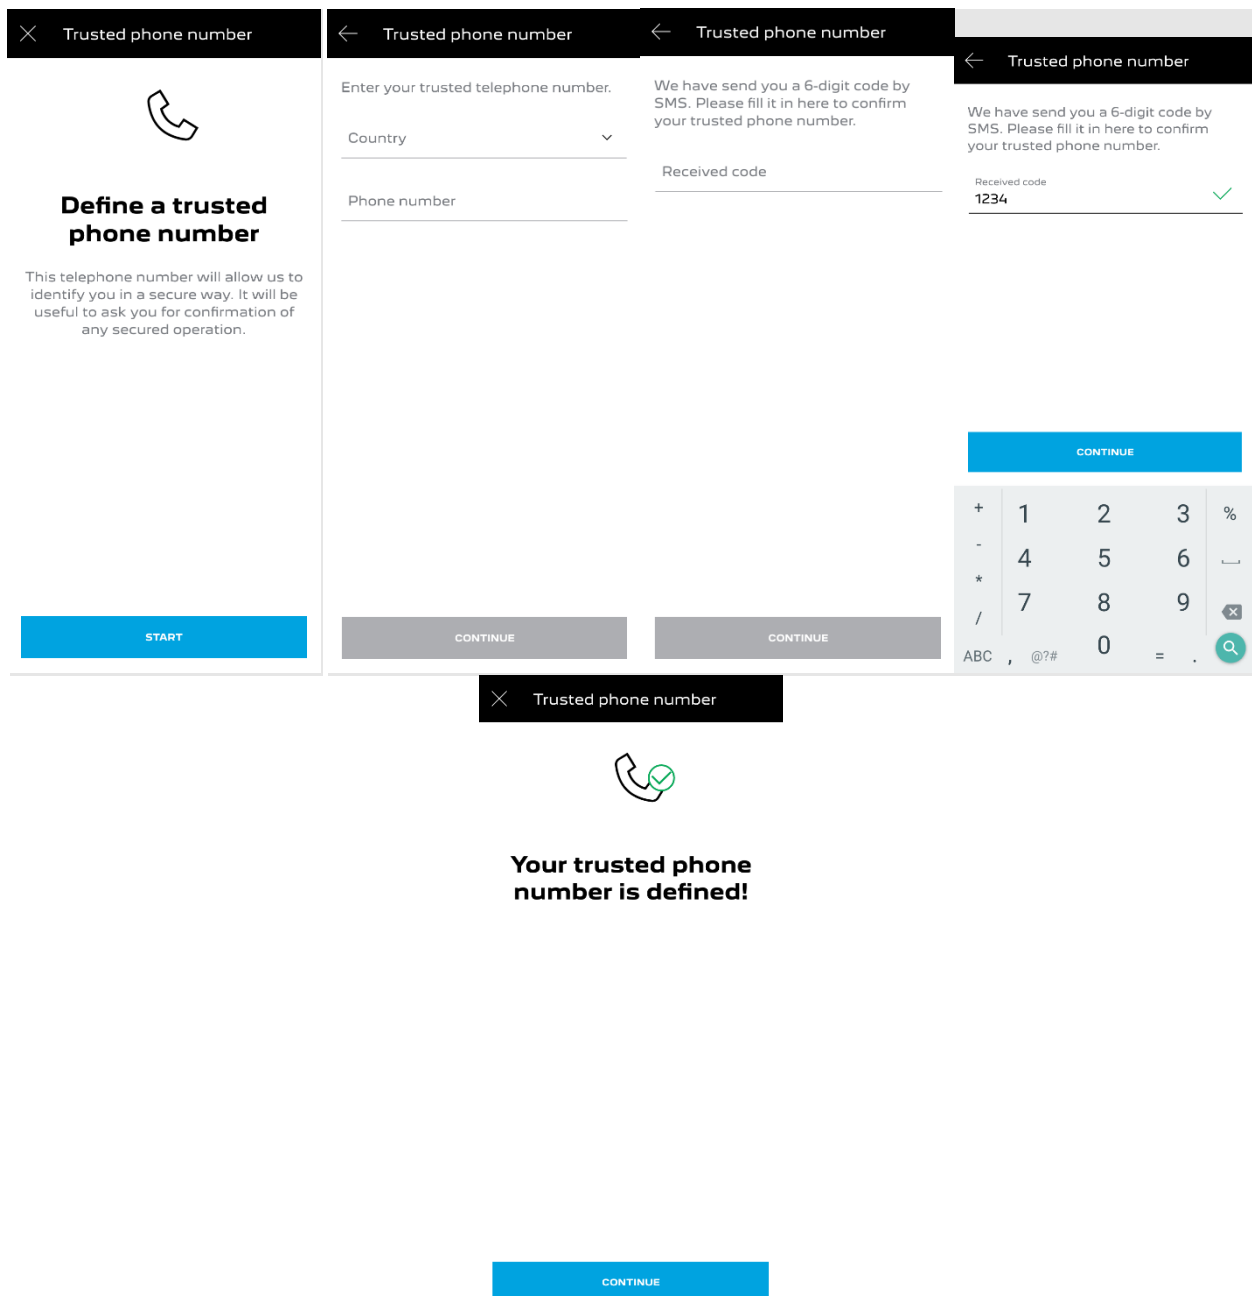 Trusted phone number
Define a trusted
phone number
This telephone number will allow us to
identify you in a secure way. It will be
useful to ask you for confirmation of
any secured operation.
START
Trusted phone number
Enter your trusted telephone number.
Country
Phone number
CONTINUE
Trusted phone number
We have send you a 6-digit code by
SMS. Please fill it in here to confirm
your trusted phone number.
Received code
CONTINUE
Trusted phone number
We have send you a 6-digit code by
SMS. Please fill it in here to confirm
your trusted phone number.
Received code
1234
CONTINUE
+ 1 2 3 %
- 4 5 6
* 7 8 9
/ 0
ABC , @?# = .
Trusted phone number
Your trusted phone
number is defined!
CONTINUE